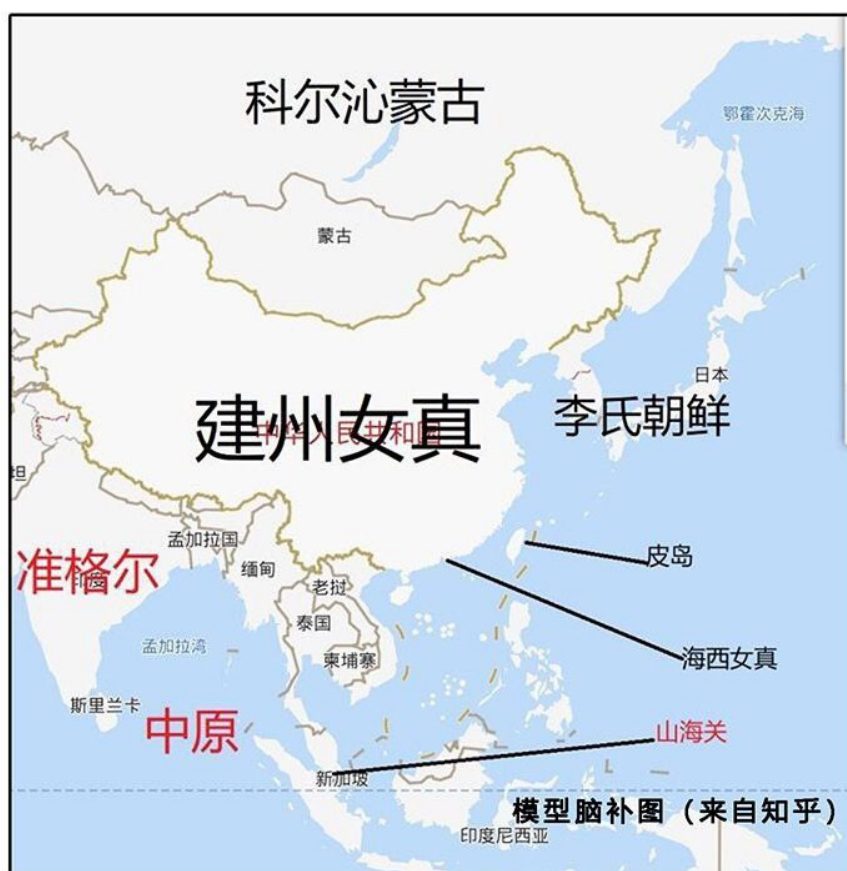 科尔沁蒙古
鄂霍次克海
蒙古
日本
建州女真
中华人民共和国
李氏朝鲜
坦
孟加拉国
准格尔
印度
缅甸
老挝
皮岛
泰国
孟加拉湾
柬埔寨
海西女真
斯里兰卡
中原
山海关
新加坡
模型脑补图（来自知乎）
印度尼西亚